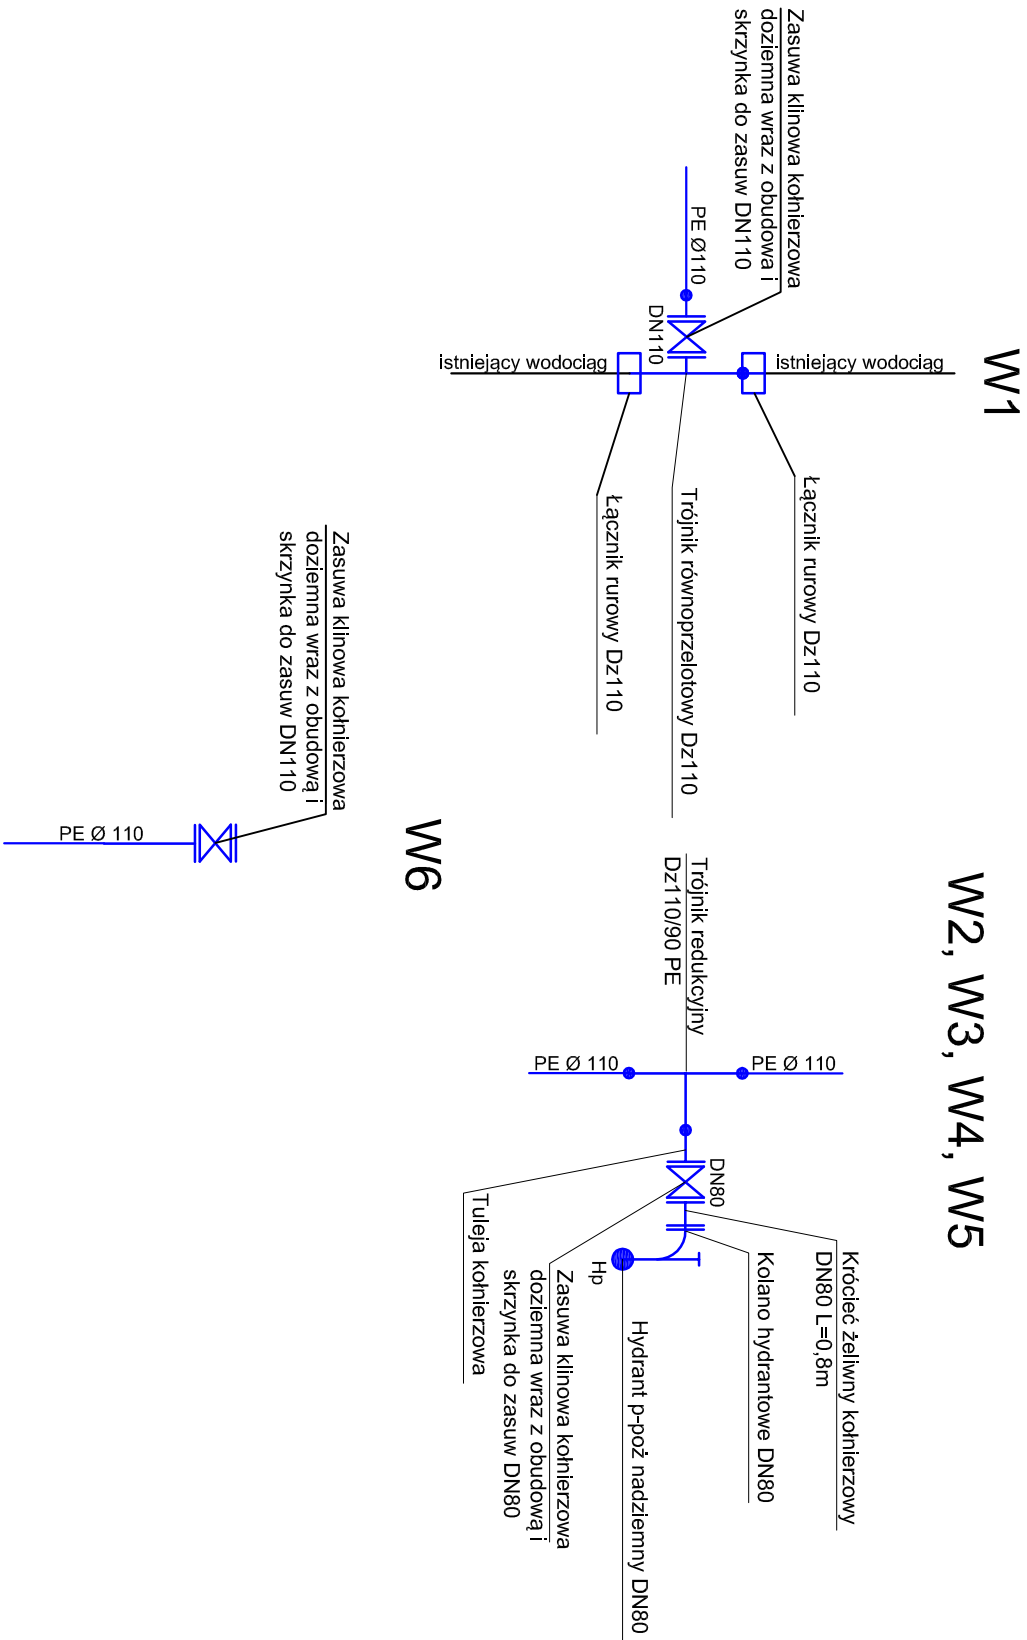 W1
Zasuwa klinowa kołnierzowa
doziemna wraz z obudowa i
skrzynka do zasuw DN110
PE Ø110
DN110
istniejący wodociąg
istniejący wodociąg
Łącznik rurowy Dz110
Trójnik równoprzelotowy Dz110
Łącznik rurowy Dz110
W2, W3, W4, W5
Trójnik redukcyjny
Dz110/90 PE
PE Ø 110
PE Ø 110
DN80
Hp
Króciec żeliwny kołnierzowy
DN80 L=0,8m
Kolano hydrantowe DN80
Hydrant p-poż nadziemny DN80
Zasuwa klinowa kołnierzowa
doziemna wraz z obudową i
skrzynka do zasuw DN80
Tuleja kołnierzowa
W6
Zasuwa klinowa kołnierzowa
doziemna wraz z obudową i
skrzynka do zasuw DN110
PE Ø 110